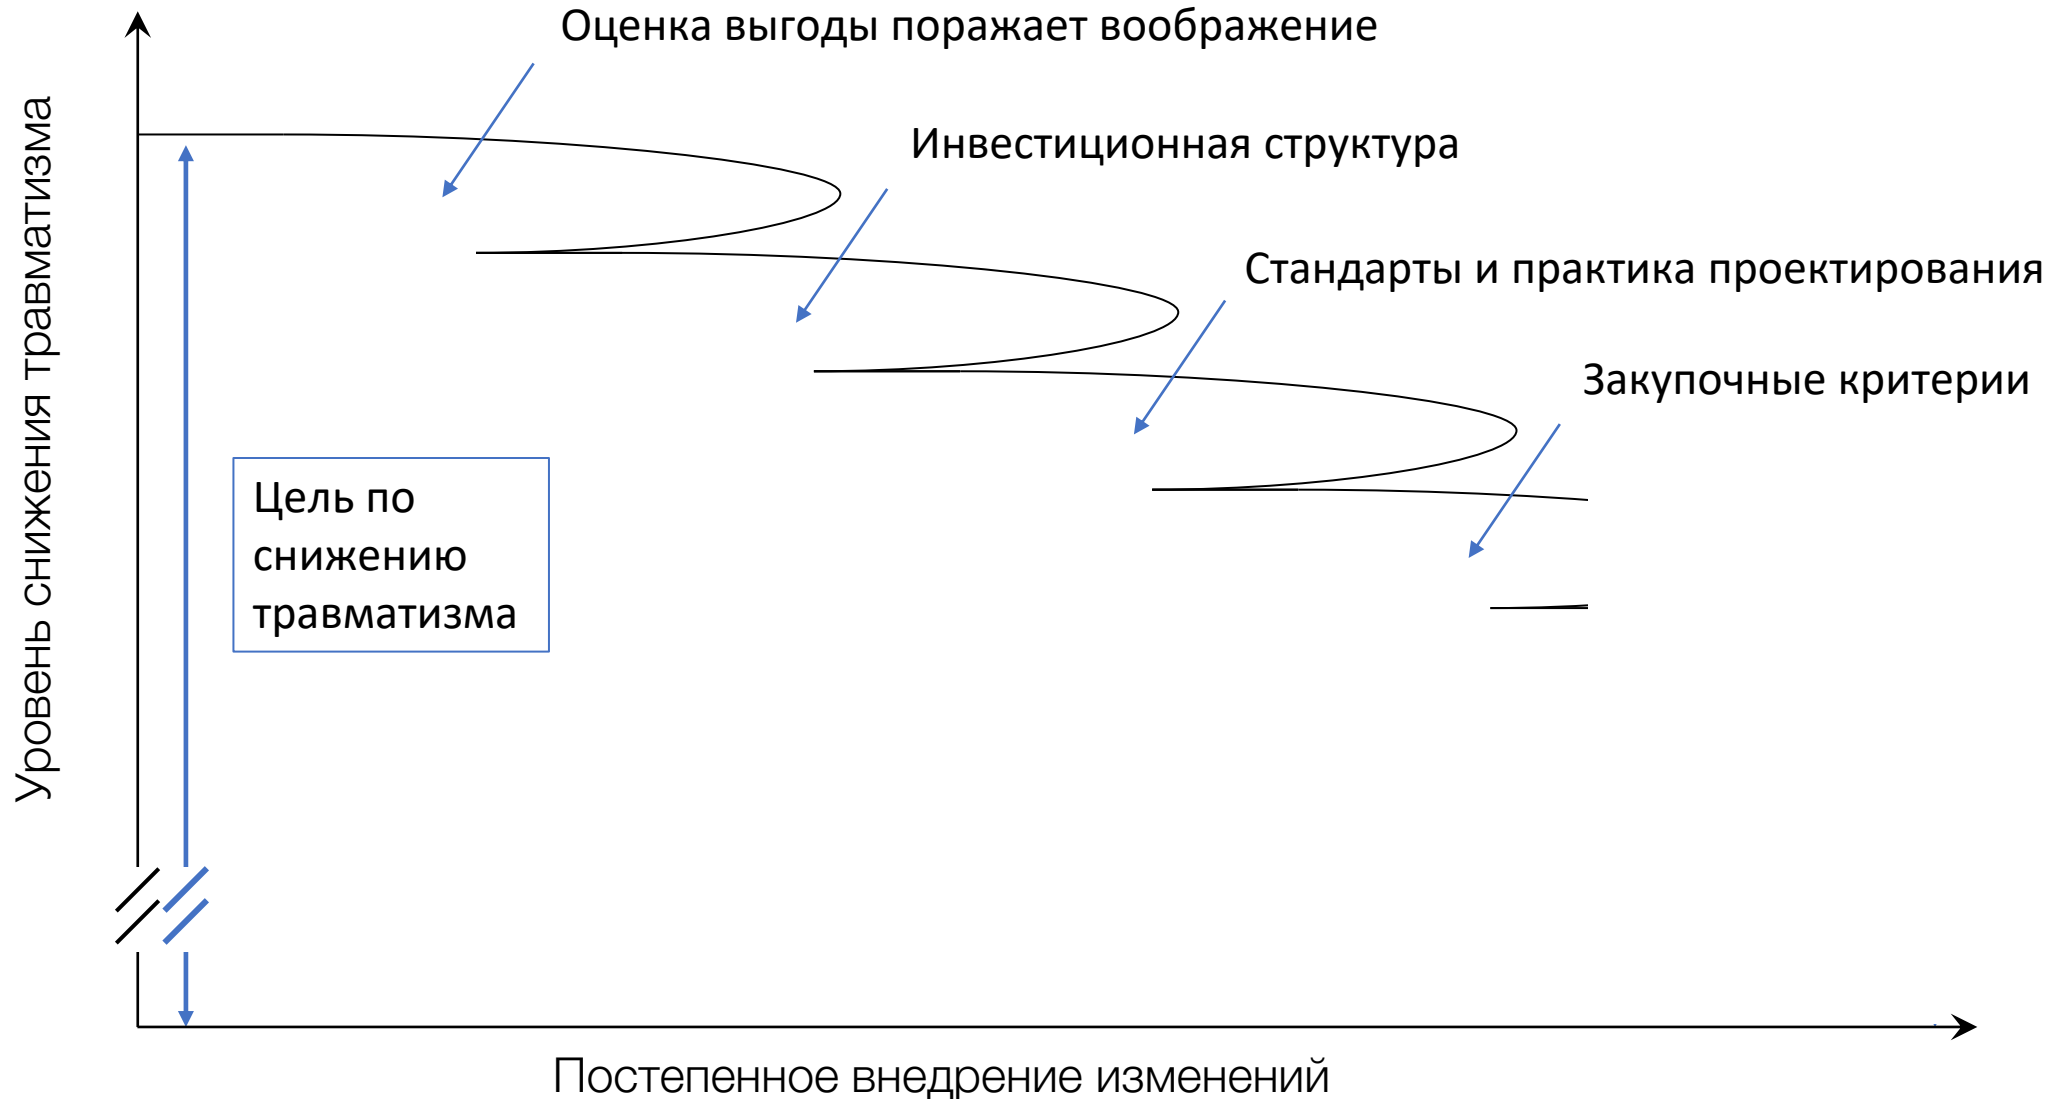 Оценка выгоды поражает воображение
Инвестиционная структура
Стандарты и практика проектирования
Закупочные критерии
Уровень снижения травматизма
Цель по
снижению
травматизма
Постепенное внедрение изменений